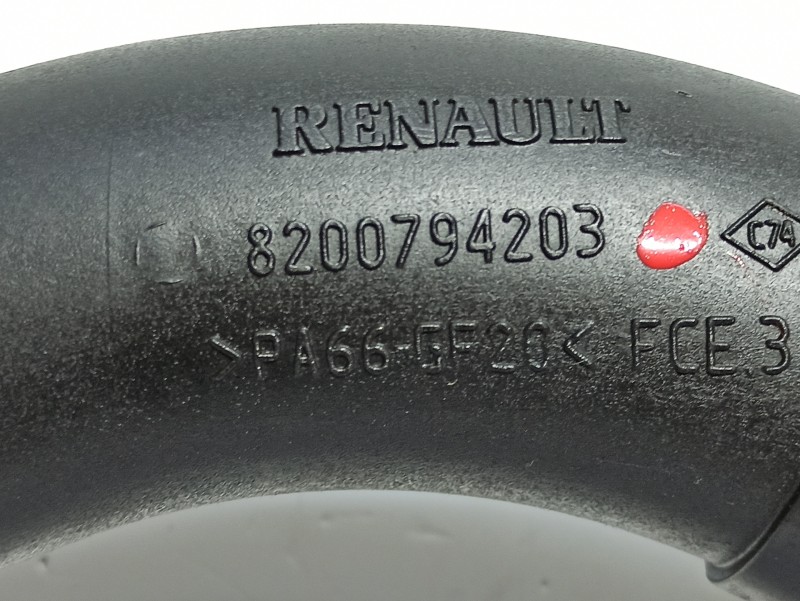 RENAULT
8200794203 C74
>PA66-GF20< FCE.3